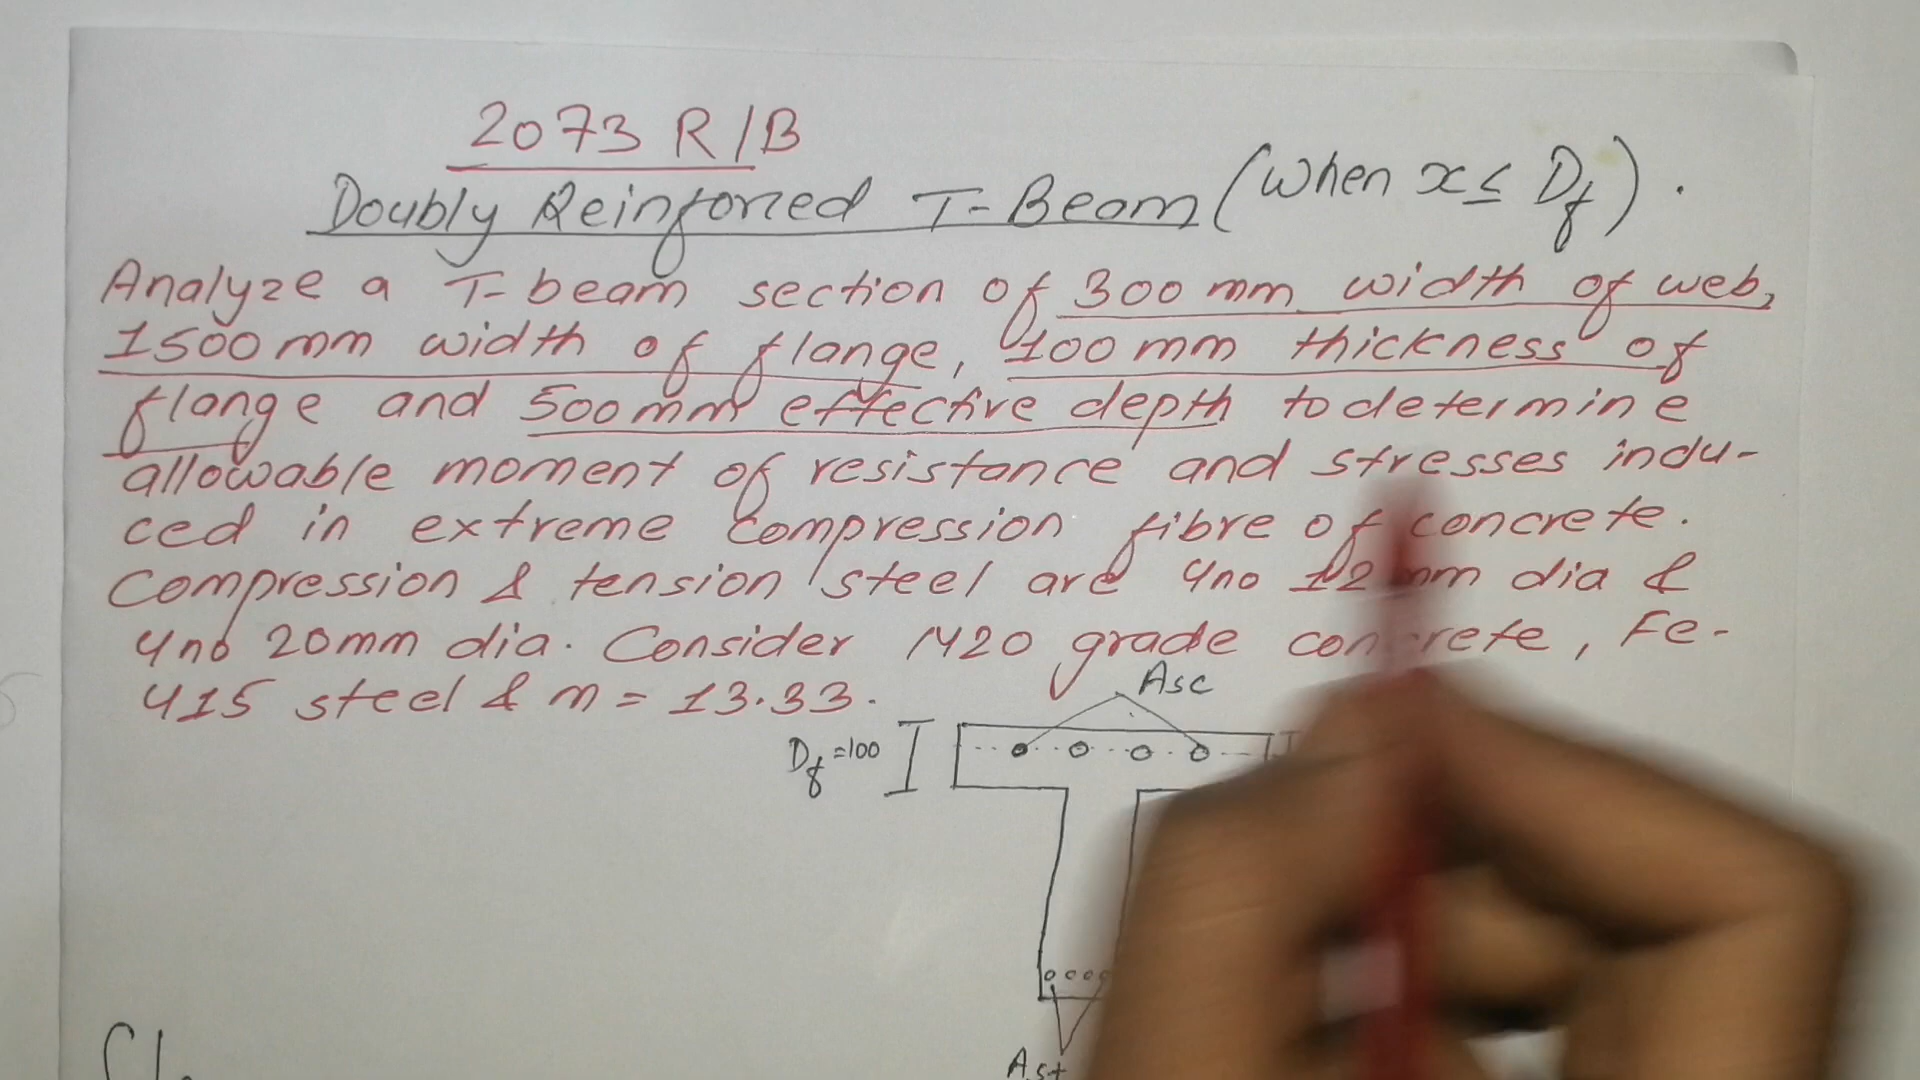 2073 R/B
Doubly Reinforced T-Beam (When x ≤ Df).
Analyze a T-beam section of 300 mm width of web,
1500 mm width of flange, 100 mm thickness of
flange and 500mm effective depth to determine
allowable moment of resistance and stresses indu-
ced in extreme compression fibre of concrete.
Compression & tension steel are 4no 12 mm dia &
4no 20mm dia. Consider M20 grade concrete, Fe-
415 steel & m = 13.33.
Asc
Df =100
Ast